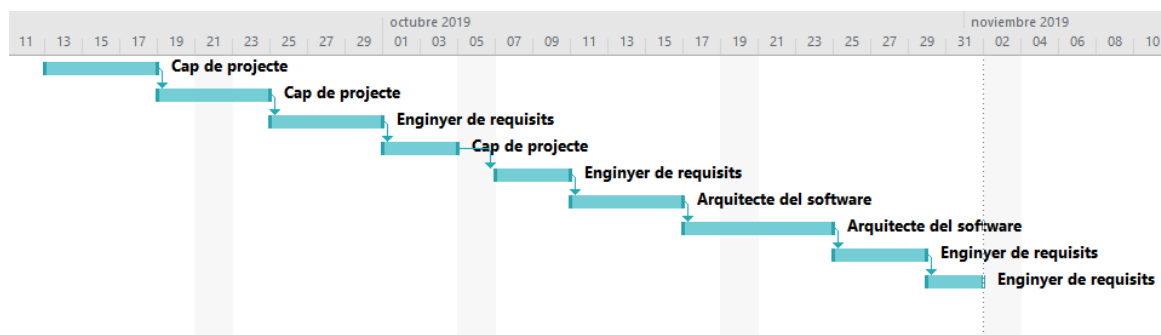 octubre 2019 noviembre 2019
11 13 15 17 19 21 23 25 27 29 01 03 05 07 09 11 13 15 17 19 21 23 25 27 29 31 02 04 06 08 10
Cap de projecte
Cap de projecte
Enginyer de requisits
Cap de projecte
Enginyer de requisits
Arquitecte del software
Arquitecte del software
Enginyer de requisits
Enginyer de requisits